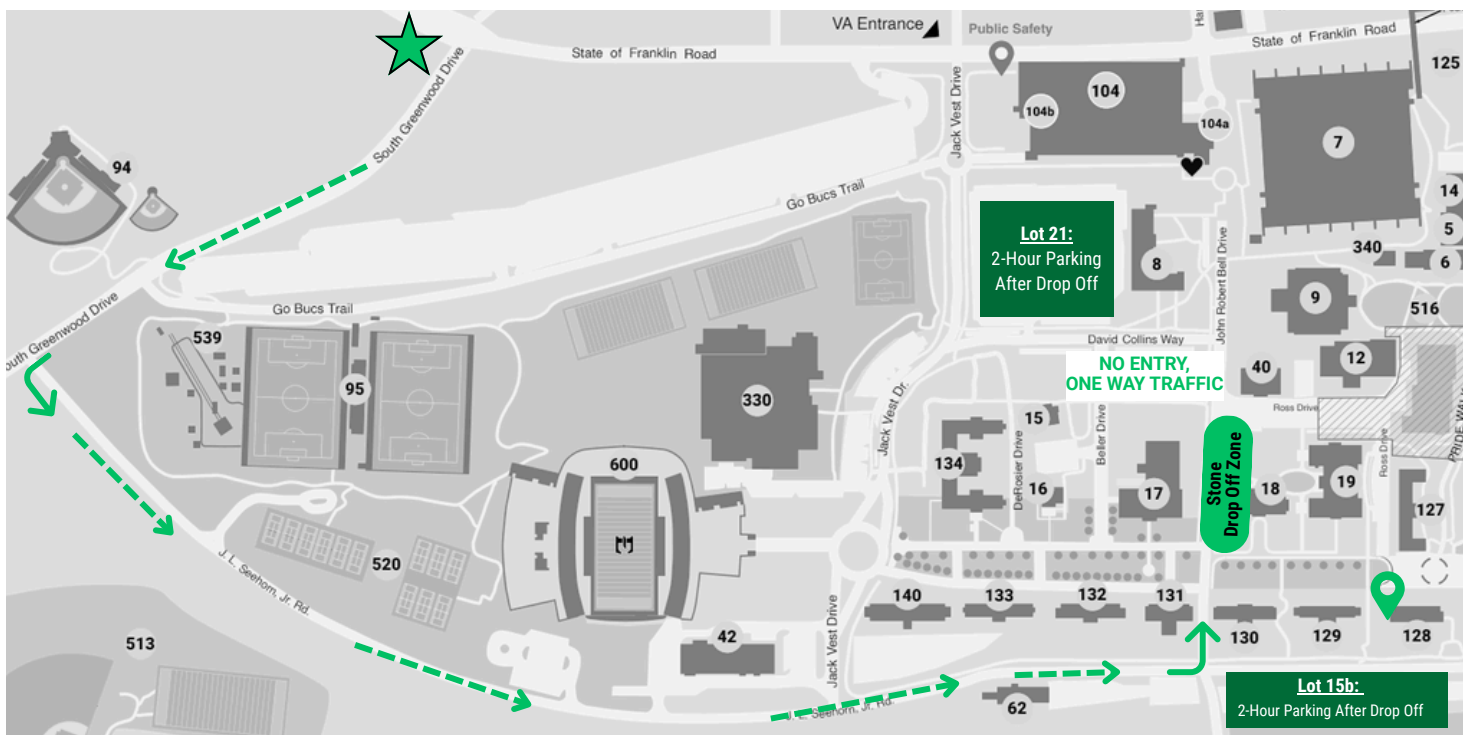 VA Entrance
Public Safety
State of Franklin Road
State of Franklin Road
South Greenwood Drive
125
104
104b
104a
Jack Vest Drive
7
94
14
Go Bucs Trail
Lot 21:
2-Hour Parking
After Drop Off
5
340
6
8
John Robert Bell Drive
9
516
South Greenwood Drive
Go Bucs Trail
539
David Collins Way
NO ENTRY,
ONE WAY TRAFFIC
12
40
95
330
Jack Vest Dr.
15
Beller Drive
Ross Drive
PRIDE WALK
Ross Drive
134
DeRosier Drive
600
16
17
Stone
Drop Off Zone
18
19
127
520
J. L. Seehorn, Jr. Rd.
140
133
132
131
130
129
128
513
42
Jack Vest Drive
62
J. L. Seehorn, Jr. Rd.
Lot 15b:
2-Hour Parking After Drop Off